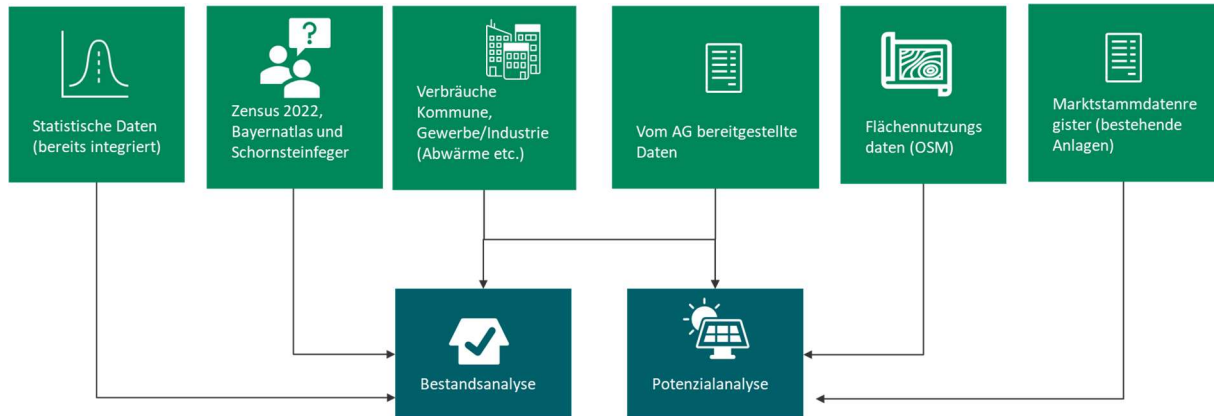 ?
Statistische Daten
(bereits integriert)
Zensus 2022,
Bayernatlas und
Schornsteinfeger
Verbräuche
Kommune,
Gewerbe/Industrie
(Abwärme etc.)
Vom AG bereitgestellte
Daten
Flächennutzungs
daten (OSM)
Marktstammdatenre
gister (bestehende
Anlagen)
Bestandsanalyse
Potenzialanalyse